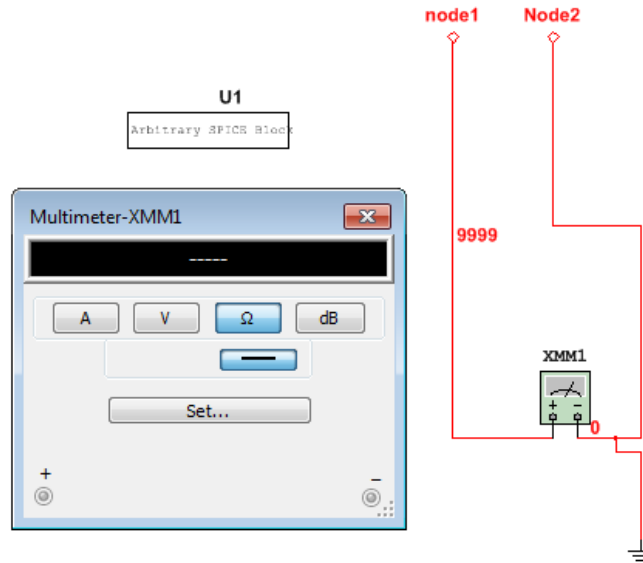 node1
Node2
U1
Arbitrary SPICE Block
Multimeter-XMM1
-----
A
V
Ω
dB
Set...
+
−
9999
XMM1
+ −
0